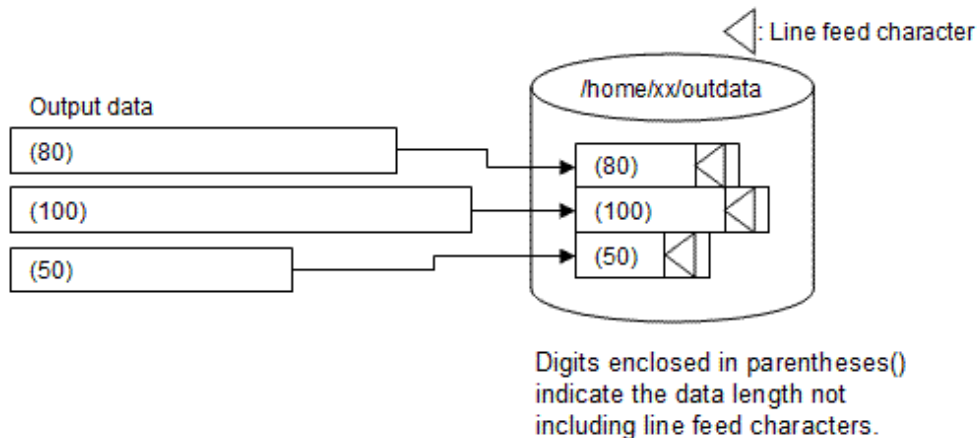 : Line feed character
/home/xx/outdata
Output data
(80)
(80)
(100)
(100)
(50)
(50)
Digits enclosed in parentheses()
indicate the data length not
including line feed characters.